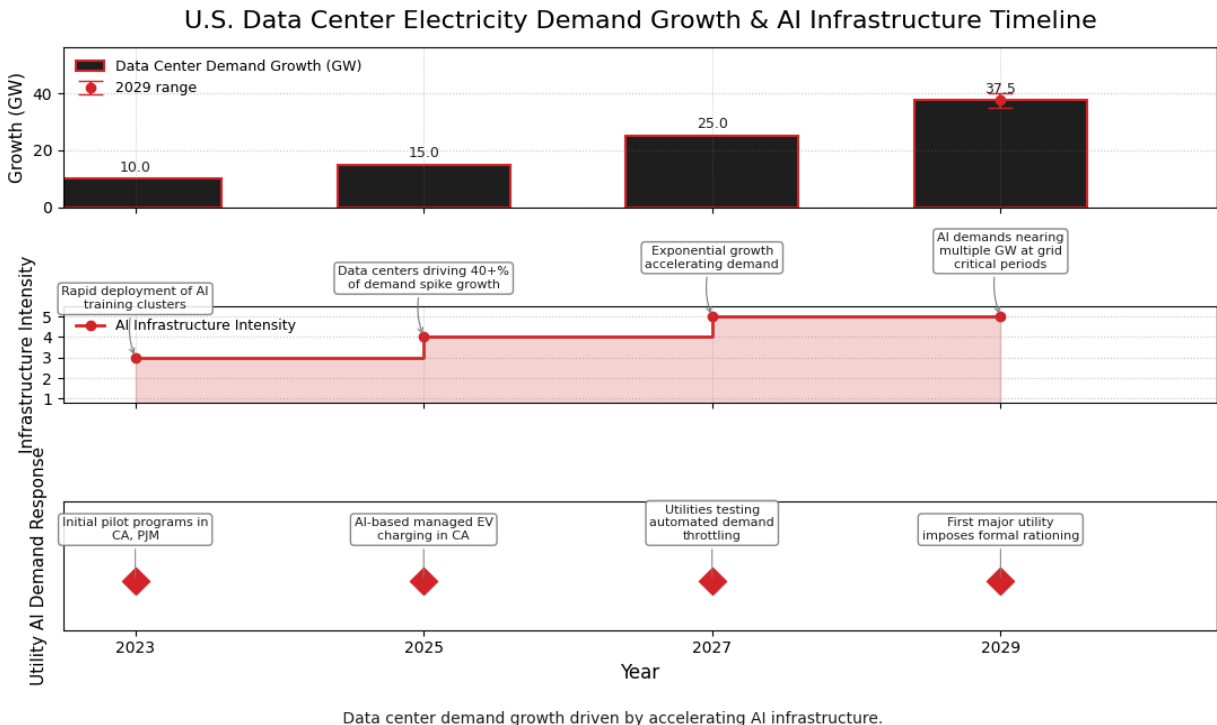 U.S. Data Center Electricity Demand Growth & AI Infrastructure Timeline
Growth (GW)
40
20
0
Data Center Demand Growth (GW)
2029 range
10.0
15.0
25.0
37.5
Infrastructure Intensity
5
4
3
2
1
AI Infrastructure Intensity
Rapid deployment of AI
training clusters
Data centers driving 40+%
of demand spike growth
Exponential growth
accelerating demand
AI demands nearing
multiple GW at grid
critical periods
Utility AI Demand Response
Initial pilot programs in
CA, PJM
AI-based managed EV
charging in CA
Utilities testing
automated demand
throttling
First major utility
imposes formal rationing
2023
2025
2027
2029
Year
Data center demand growth driven by accelerating AI infrastructure.